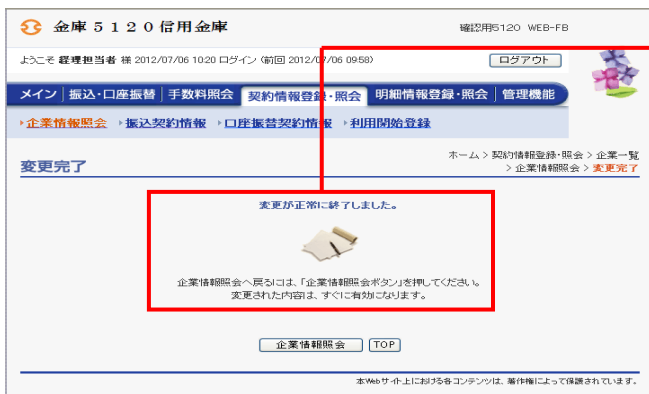 金庫5120信用金庫
確認用5120 WEB-FB
ようこそ 経理担当者 様 2012/07/06 10:20 ログイン (前回 2012/07/06 09:58)
ログアウト
メイン 振込・口座振替 手数料照会 契約情報登録・照会 明細情報登録・照会 管理機能
企業情報照会 振込契約情報 口座振替契約情報 利用開始登録
変更完了
ホーム > 契約情報登録・照会 > 企業一覧
> 企業情報照会 > 変更完了
変更が正常に終了しました。
企業情報照会へ戻るには、「企業情報照会ボタン」を押してください。
変更された内容は、すぐに有効になります。
企業情報照会 TOP
本Webサイト上における各コンテンツは、著作権によって保護されています。